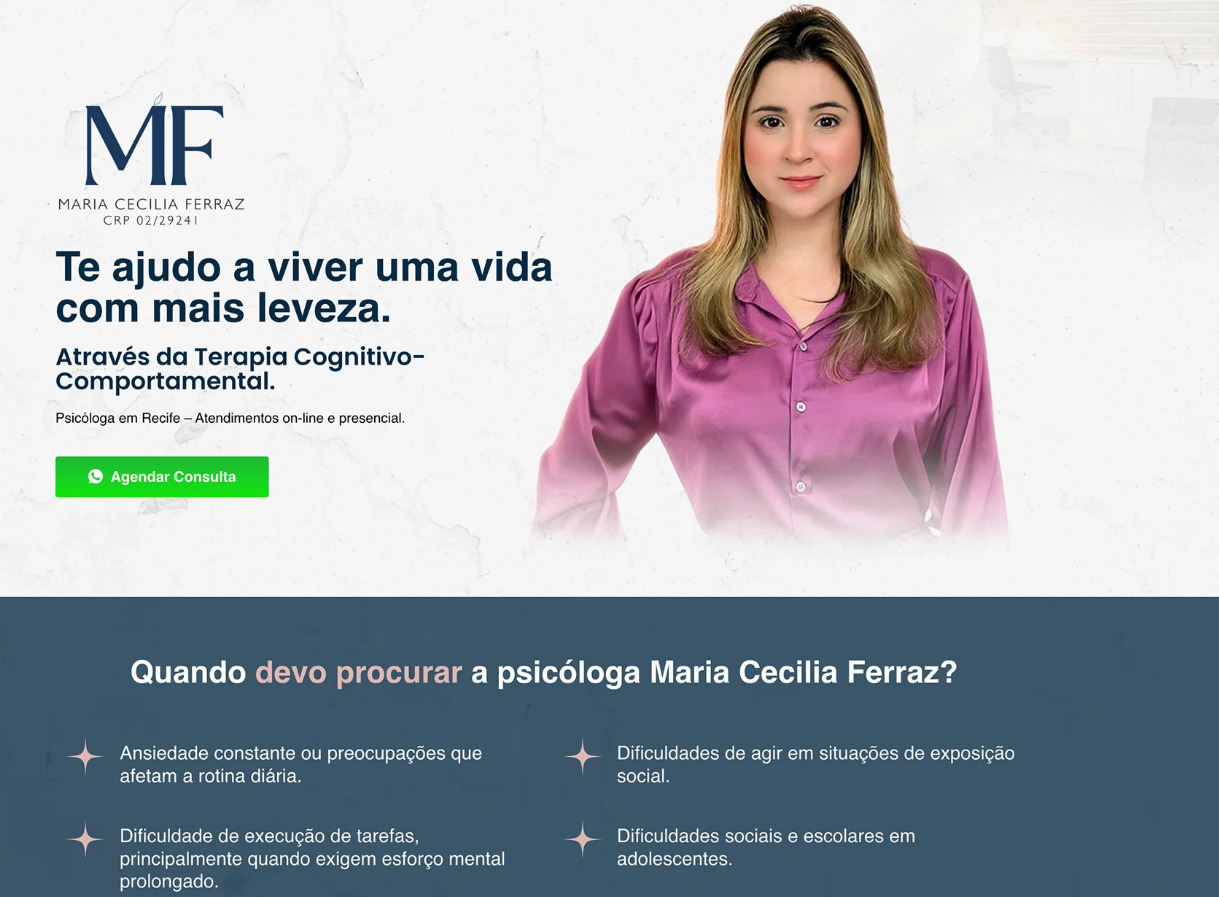 MF
MARIA CECILIA FERRAZ
CRP 02/29241
Te ajudo a viver uma vida
com mais leveza.
Através da Terapia Cognitivo-
Comportamental.
Psicóloga em Recife – Atendimentos on-line e presencial.
Agendar Consulta
Quando devo procurar a psicóloga Maria Cecilia Ferraz?
Ansiedade constante ou preocupações que
afetam a rotina diária.
Dificuldades de agir em situações de exposição
social.
Dificuldade de execução de tarefas,
principalmente quando exigem esforço mental
prolongado.
Dificuldades sociais e escolares em
adolescentes.